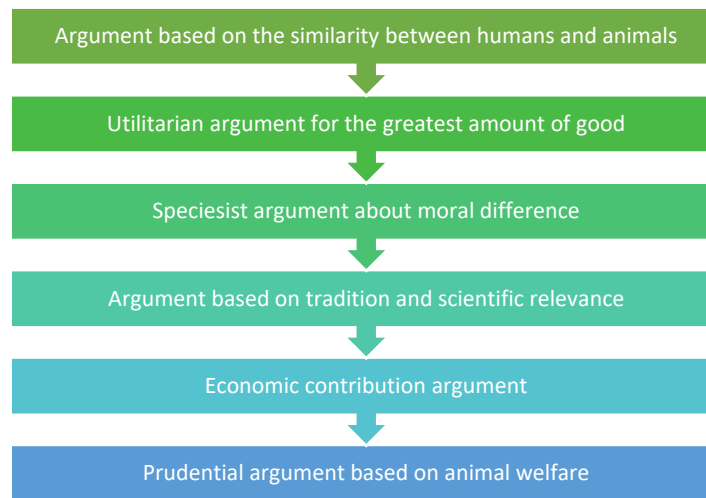 Argument based on the similarity between humans and animals
Utilitarian argument for the greatest amount of good
Speciesist argument about moral difference
Argument based on tradition and scientific relevance
Economic contribution argument
Prudential argument based on animal welfare